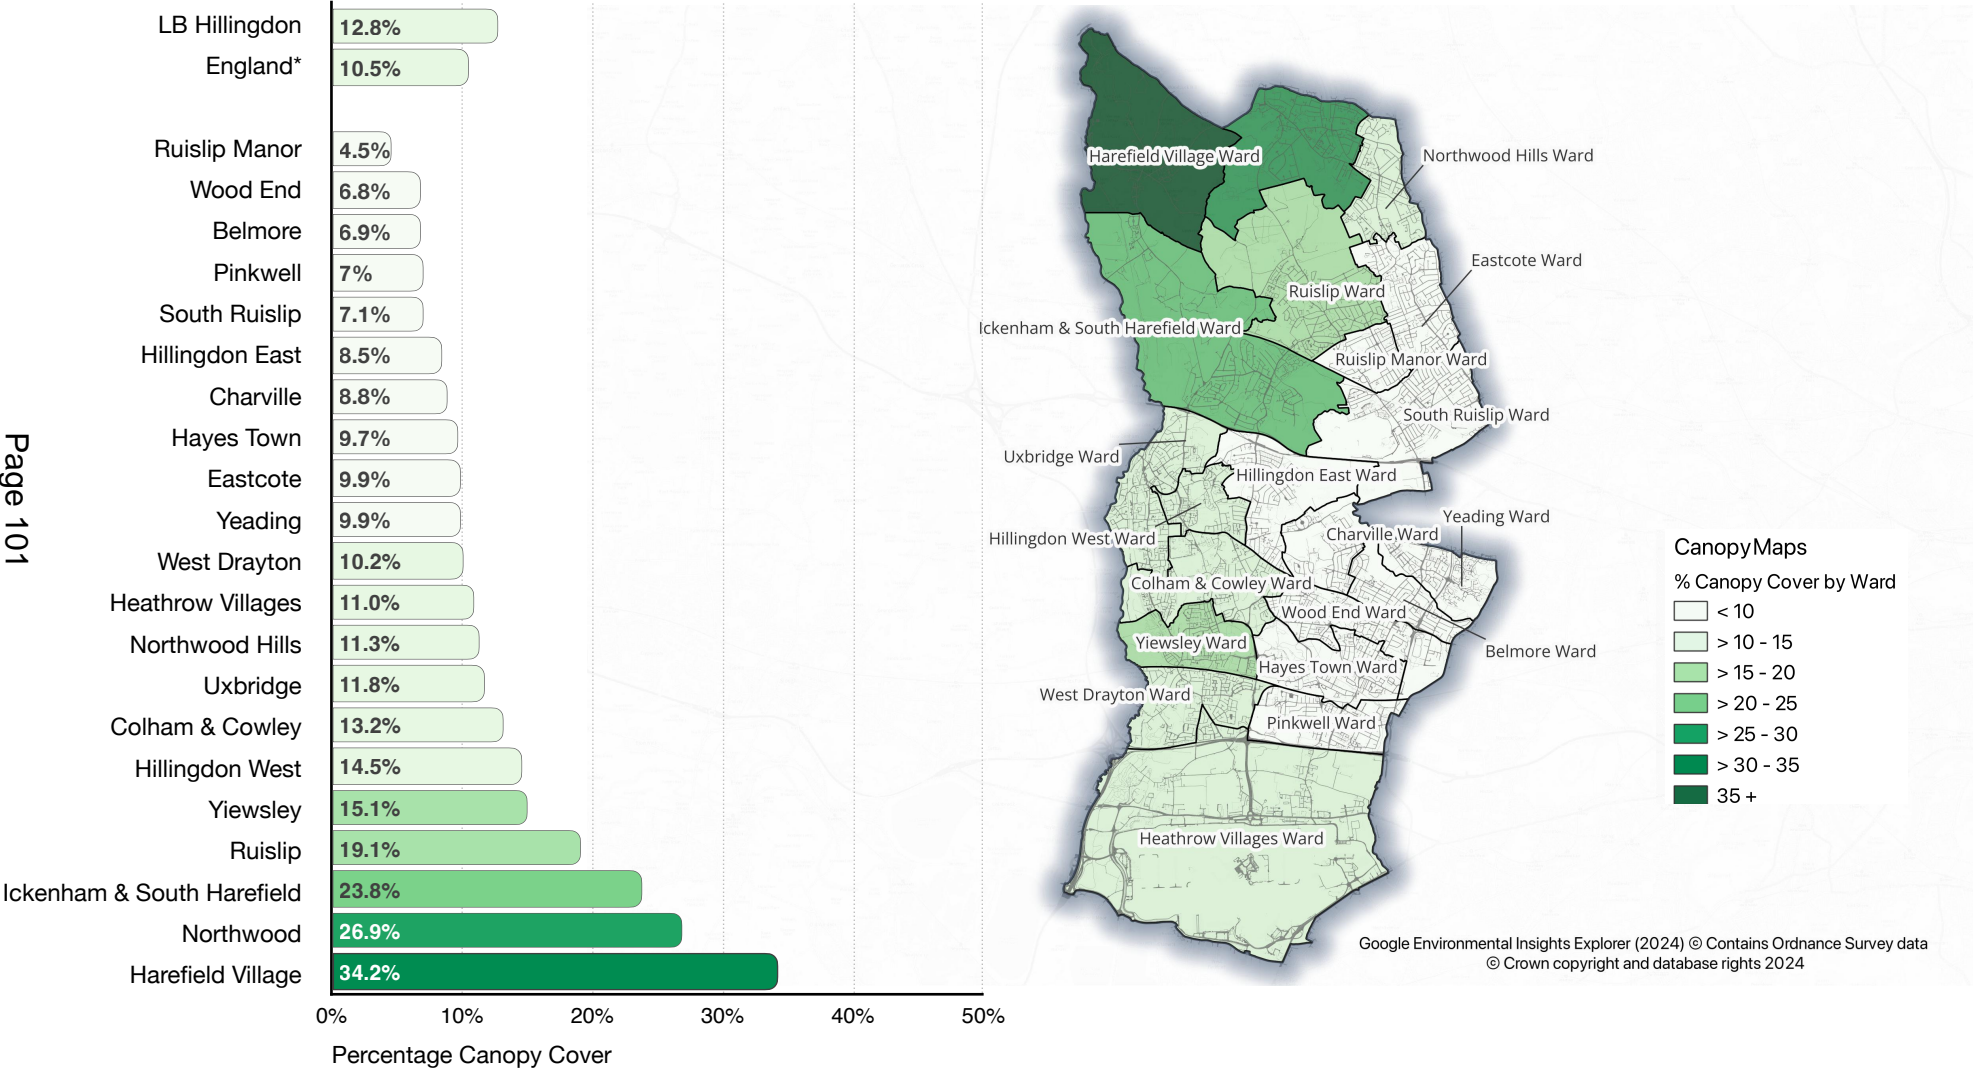 Page 101
LB Hillingdon 12.8%
England* 10.5%
Ruislip Manor 4.5%
Wood End 6.8%
Belmore 6.9%
Pinkwell 7%
South Ruislip 7.1%
Hillingdon East 8.5%
Charville 8.8%
Hayes Town 9.7%
Eastcote 9.9%
Yeading 9.9%
West Drayton 10.2%
Heathrow Villages 11.0%
Northwood Hills 11.3%
Uxbridge 11.8%
Colham & Cowley 13.2%
Hillingdon West 14.5%
Yiewsley 15.1%
Ruislip 19.1%
Ickenham & South Harefield 23.8%
Northwood 26.9%
Harefield Village 34.2%
0% 10% 20% 30% 40% 50%
Percentage Canopy Cover
Harefield Village Ward
Northwood Hills Ward
Eastcote Ward
Ruislip Ward
Ickenham & South Harefield Ward
Ruislip Manor Ward
South Ruislip Ward
Uxbridge Ward
Hillingdon East Ward
Yeading Ward
Charville Ward
Hillingdon West Ward
Colham & Cowley Ward
Wood End Ward
Yiewsley Ward
Belmore Ward
Hayes Town Ward
West Drayton Ward
Pinkwell Ward
Heathrow Villages Ward
CanopyMaps
% Canopy Cover by Ward
< 10
> 10 - 15
> 15 - 20
> 20 - 25
> 25 - 30
> 30 - 35
35 +
Google Environmental Insights Explorer (2024) © Contains Ordnance Survey data
© Crown copyright and database rights 2024